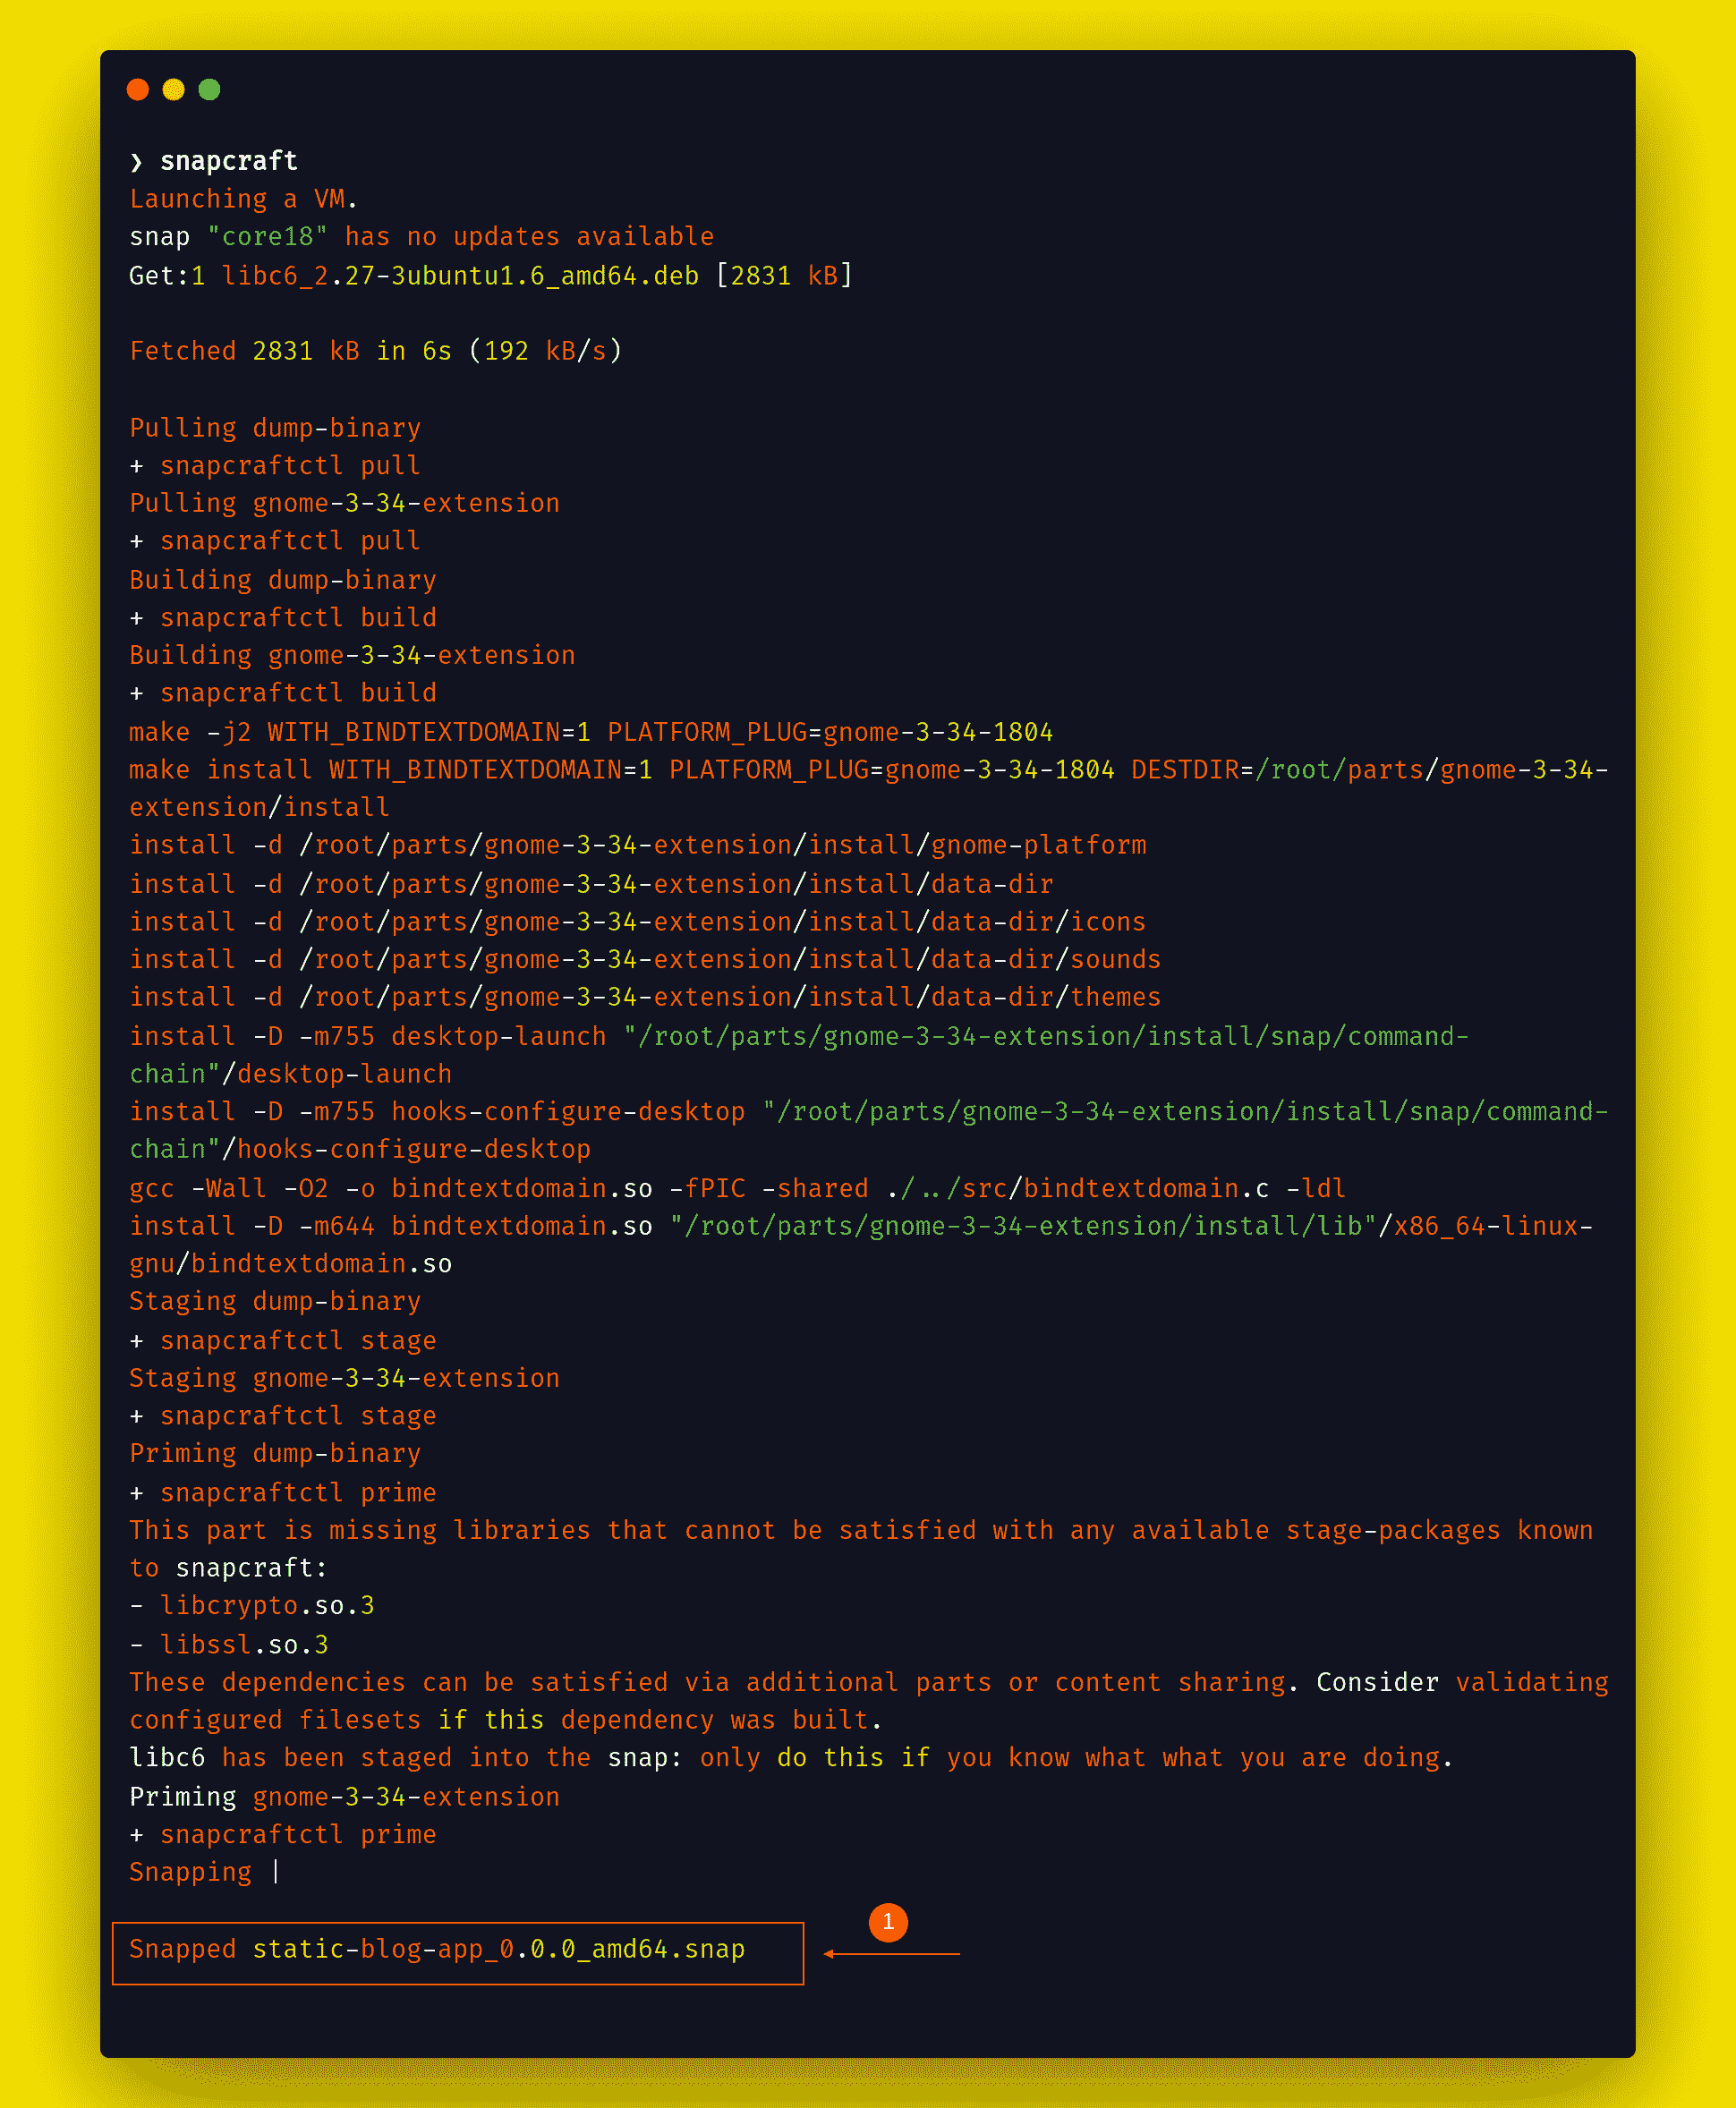 ❯ snapcraft
Launching a VM.
snap "core18" has no updates available
Get:1 libc6_2.27-3ubuntu1.6_amd64.deb [2831 kB]
Fetched 2831 kB in 6s (192 kB/s)
Pulling dump-binary
+ snapcraftctl pull
Pulling gnome-3-34-extension
+ snapcraftctl pull
Building dump-binary
+ snapcraftctl build
Building gnome-3-34-extension
+ snapcraftctl build
make -j2 WITH_BINDTEXTDOMAIN=1 PLATFORM_PLUG=gnome-3-34-1804
make install WITH_BINDTEXTDOMAIN=1 PLATFORM_PLUG=gnome-3-34-1804 DESTDIR=/root/parts/gnome-3-34-
extension/install
install -d /root/parts/gnome-3-34-extension/install/gnome-platform
install -d /root/parts/gnome-3-34-extension/install/data-dir
install -d /root/parts/gnome-3-34-extension/install/data-dir/icons
install -d /root/parts/gnome-3-34-extension/install/data-dir/sounds
install -d /root/parts/gnome-3-34-extension/install/data-dir/themes
install -D -m755 desktop-launch "/root/parts/gnome-3-34-extension/install/snap/command-
chain"/desktop-launch
install -D -m755 hooks-configure-desktop "/root/parts/gnome-3-34-extension/install/snap/command-
chain"/hooks-configure-desktop
gcc -Wall -O2 -o bindtextdomain.so -fPIC -shared ./../src/bindtextdomain.c -ldl
install -D -m644 bindtextdomain.so "/root/parts/gnome-3-34-extension/install/lib"/x86_64-linux-
gnu/bindtextdomain.so
Staging dump-binary
+ snapcraftctl stage
Staging gnome-3-34-extension
+ snapcraftctl stage
Priming dump-binary
+ snapcraftctl prime
This part is missing libraries that cannot be satisfied with any available stage-packages known
to snapcraft:
- libcrypto.so.3
- libssl.so.3
These dependencies can be satisfied via additional parts or content sharing. Consider validating
configured filesets if this dependency was built.
libc6 has been staged into the snap: only do this if you know what what you are doing.
Priming gnome-3-34-extension
+ snapcraftctl prime
Snapping |
1
Snapped static-blog-app_0.0.0_amd64.snap